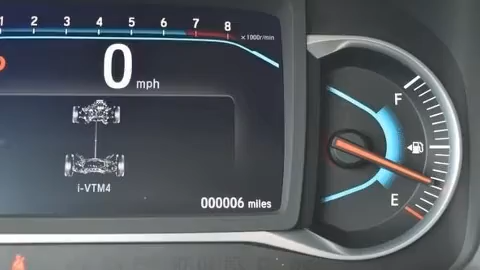 1 2 3 4 5 6 7 8 x 1000r/min
0 mph
i-VTM4
000006 miles
F
E